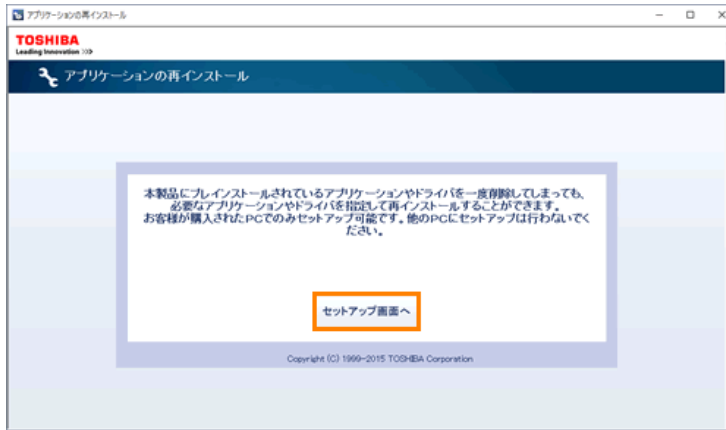 アプリケーションの再インストール
TOSHIBA
Leading Innovation >>>
アプリケーションの再インストール
本製品にプレインストールされているアプリケーションやドライバを一度削除してしまっても、
必要なアプリケーションやドライバを指定して再インストールすることができます。
お客様が購入されたPCでのみセットアップ可能です。他のPCにセットアップは行わないでく
ださい。
セットアップ画面へ
Copyright (C) 1999-2015 TOSHIBA Corporation